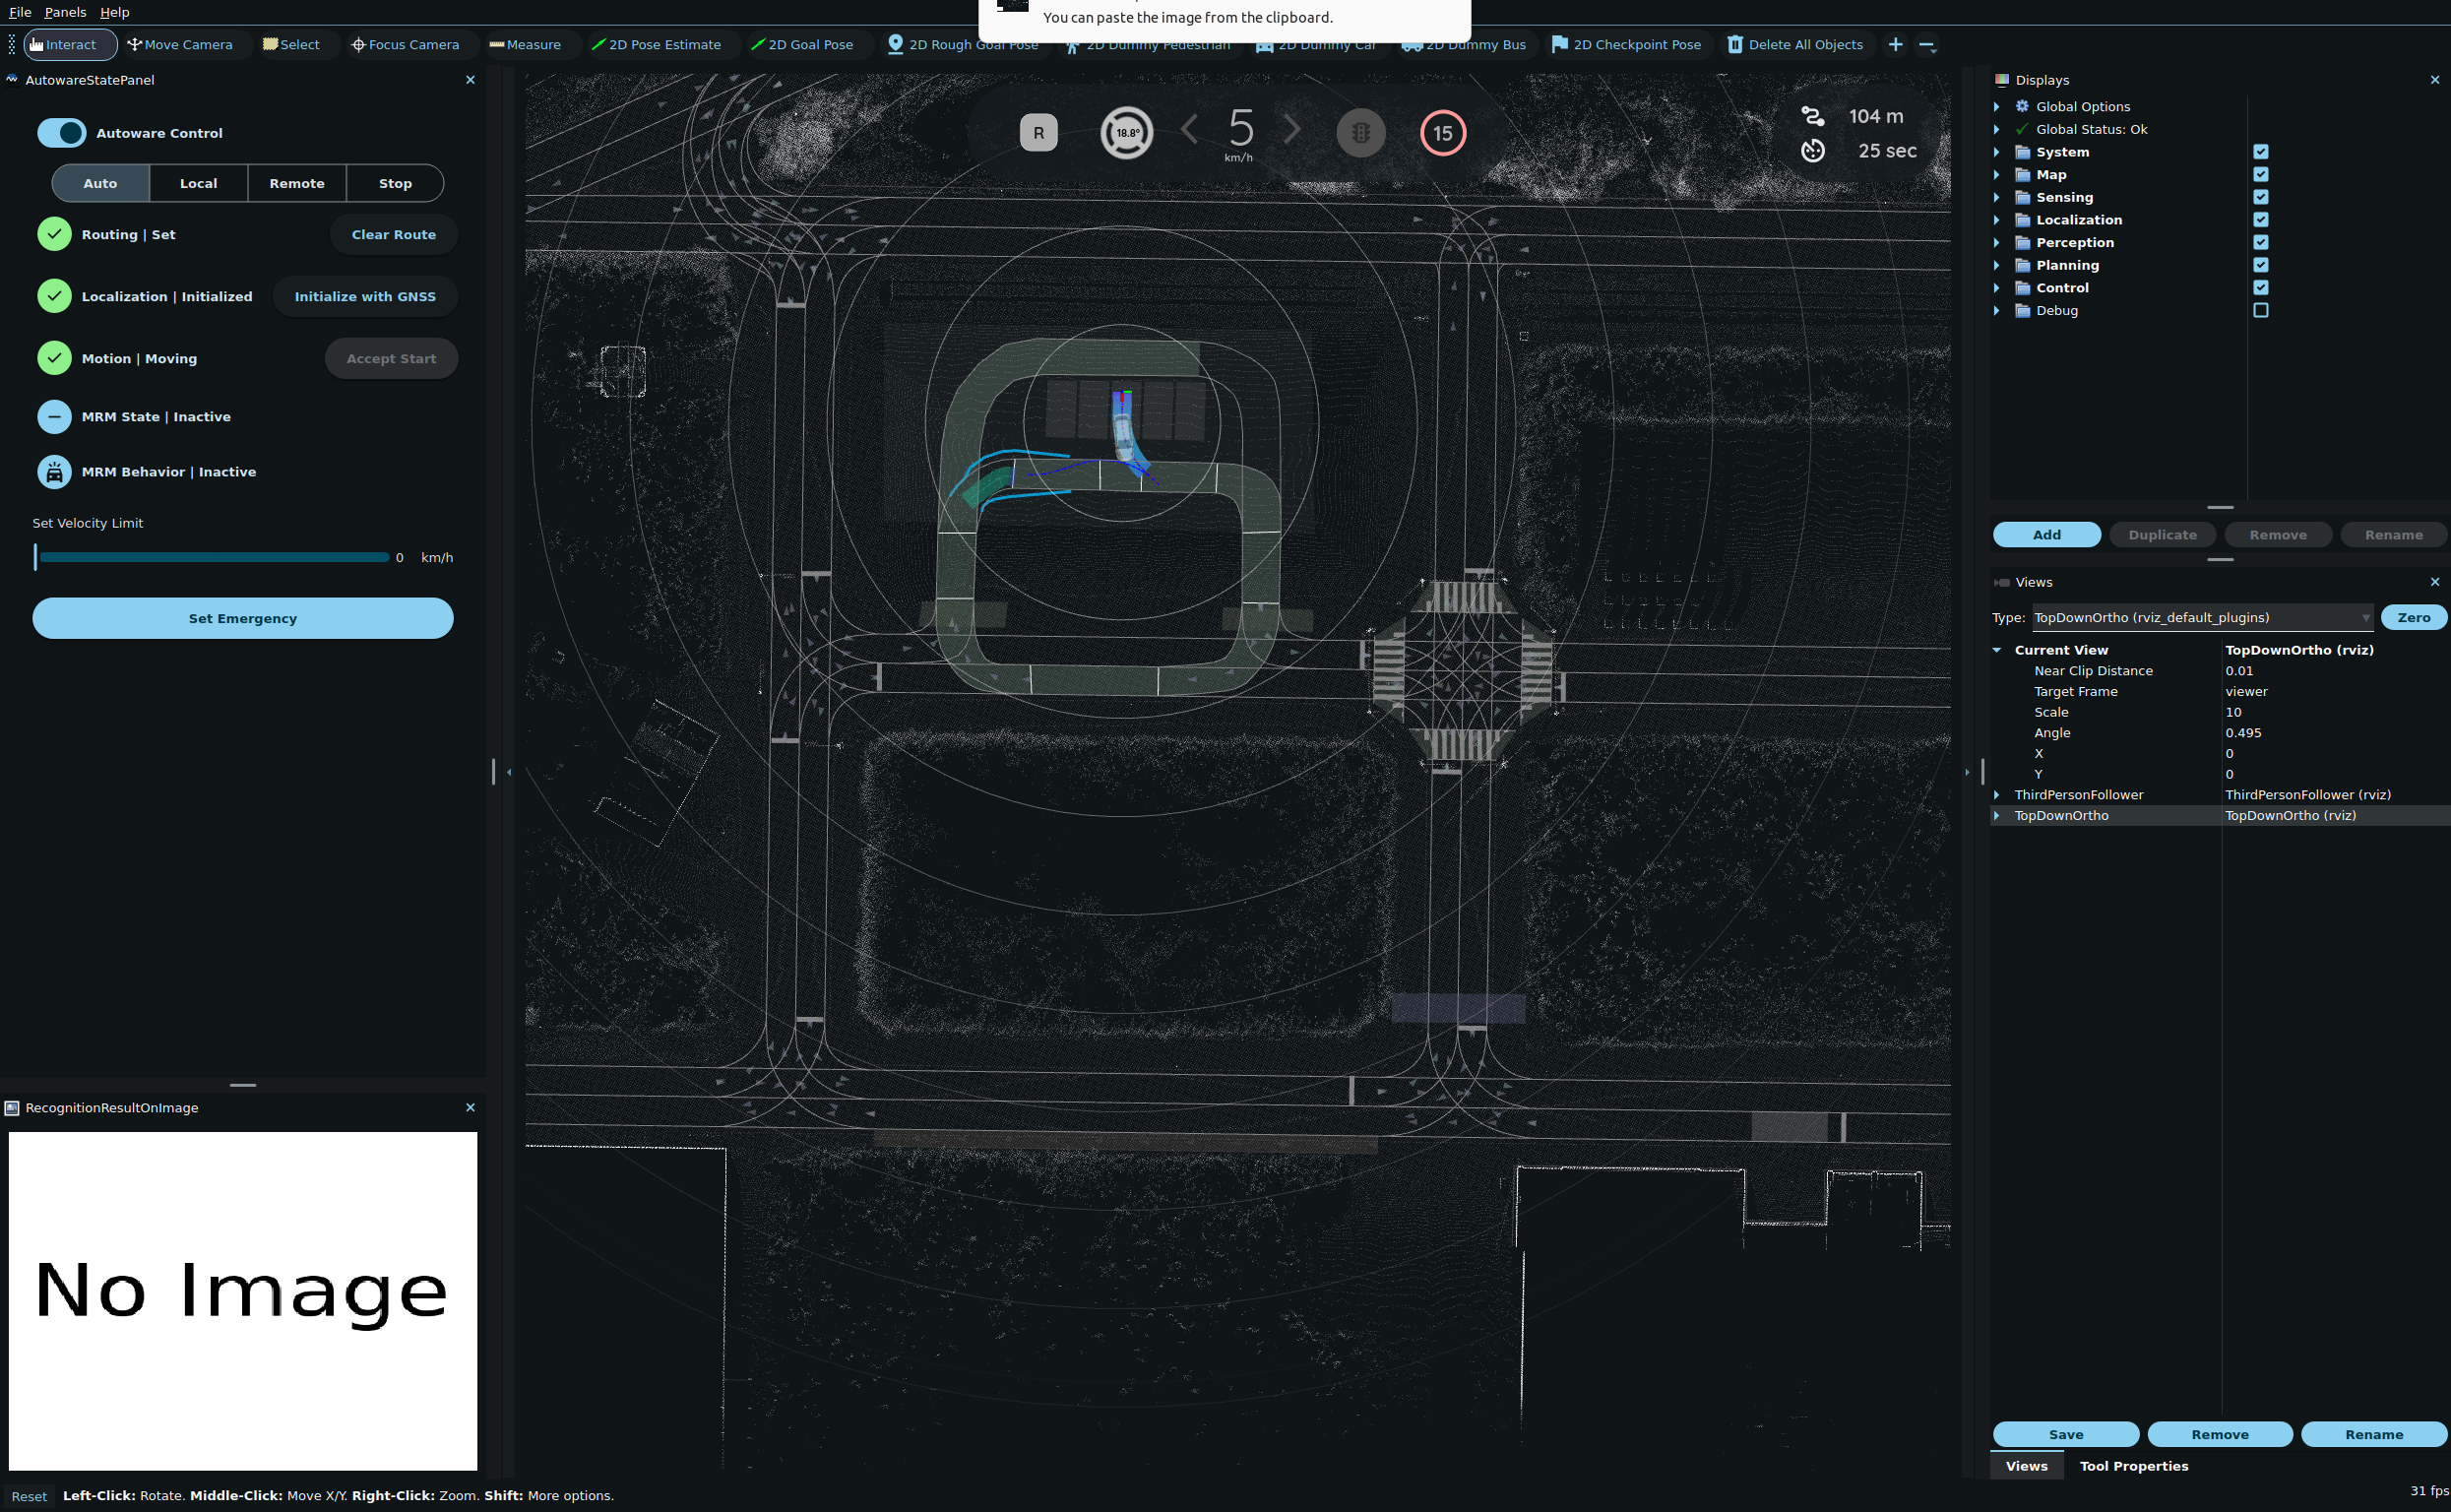 File Panels Help
You can paste the image from the clipboard.
Interact Move Camera Select Focus Camera Measure 2D Pose Estimate 2D Goal Pose 2D Rough Goal Pose 2D Dummy Pedestrian 2D Dummy Car 2D Dummy Bus 2D Checkpoint Pose Delete All Objects
AutowareStatePanel
Autoware Control
Auto Local Remote Stop
Routing | Set Clear Route
Localization | Initialized Initialize with GNSS
Motion | Moving Accept Start
MRM State | Inactive
MRM Behavior | Inactive
Set Velocity Limit
0 km/h
Set Emergency
RecognitionResultOnImage
No Image
R 18.8° 5 15
km/h
104 m
25 sec
Displays
Global Options
Global Status: Ok
System
Map
Sensing
Localization
Perception
Planning
Control
Debug
Add Duplicate Remove Rename
Views
Type: TopDownOrtho (rviz_default_plugins) Zero
Current View TopDownOrtho (rviz)
Near Clip Distance 0.01
Target Frame viewer
Scale 10
Angle 0.495
X 0
Y 0
ThirdPersonFollower ThirdPersonFollower (rviz)
TopDownOrtho TopDownOrtho (rviz)
Save Remove Rename
Views Tool Properties
Reset Left-Click: Rotate. Middle-Click: Move X/Y. Right-Click: Zoom. Shift: More options.
31 fps